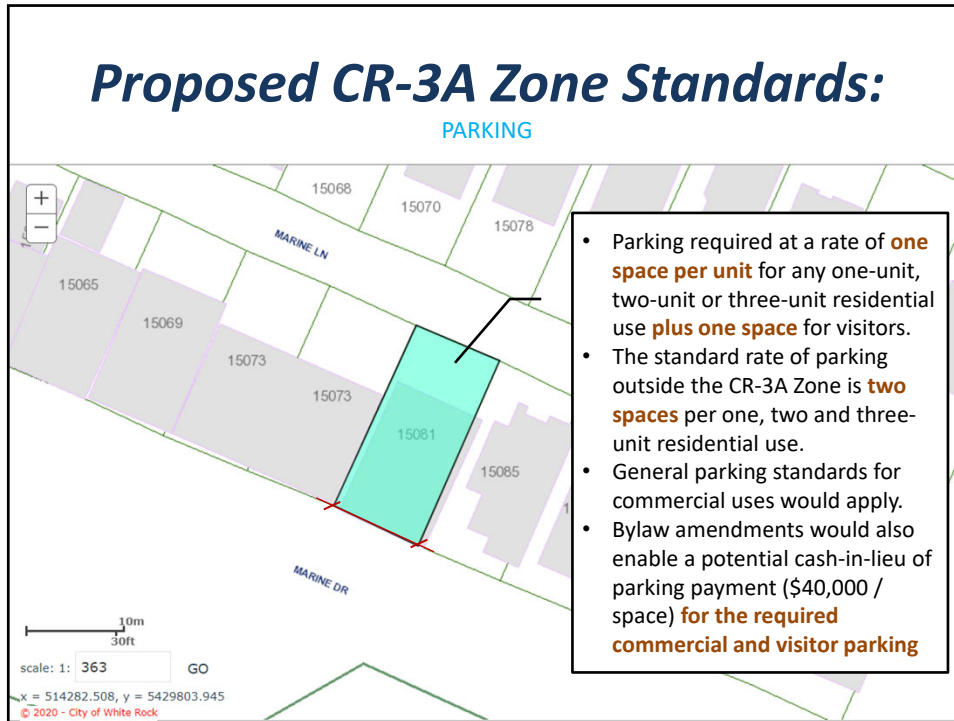 Proposed CR-3A Zone Standards:
PARKING
+
−
15068
15070
15078
MARINE LN
15065
15069
15073
15073
15081
15085
MARINE DR
• Parking required at a rate of one
space per unit for any one-unit,
two-unit or three-unit residential
use plus one space for visitors.
• The standard rate of parking
outside the CR-3A Zone is two
spaces per one, two and three-
unit residential use.
• General parking standards for
commercial uses would apply.
• Bylaw amendments would also
enable a potential cash-in-lieu of
parking payment ($40,000 /
space) for the required
commercial and visitor parking
10m
30ft
scale: 1: 363 GO
x = 514282.508, y = 5429803.945
© 2020 - City of White Rock